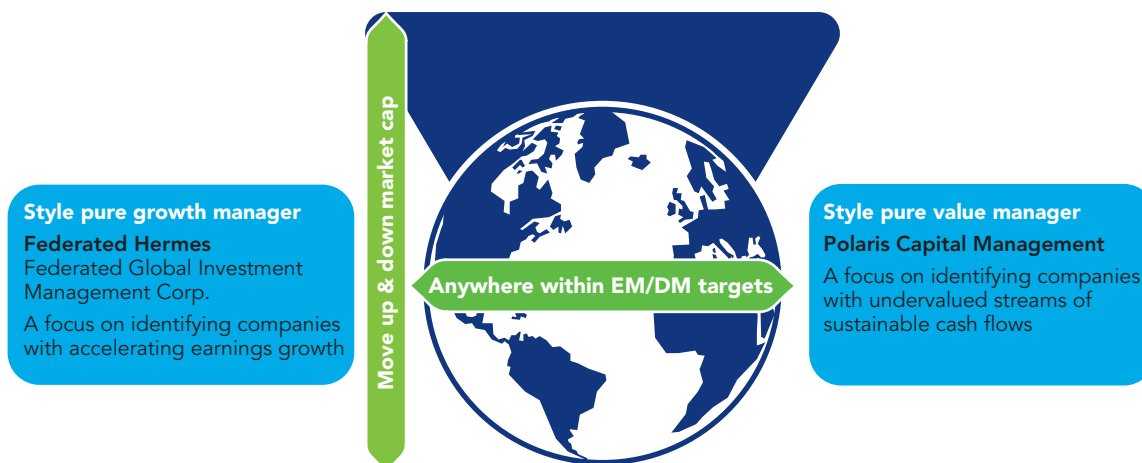 Style pure growth manager
Federated Hermes
Federated Global Investment
Management Corp.
A focus on identifying companies
with accelerating earnings growth
Move up & down market cap
Anywhere within EM/DM targets
Style pure value manager
Polaris Capital Management
A focus on identifying companies
with undervalued streams of
sustainable cash flows